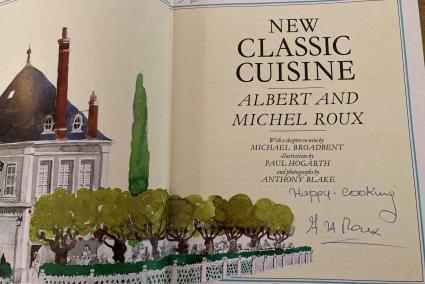 NEW
CLASSIC
CUISINE
ALBERT AND
MICHEL ROUX
With a chapter on wine by
MICHAEL BROADBENT
illustrations by
PAUL HOGARTH
and photographs by
ANTHONY BLAKE
Happy-Cooking
Roux